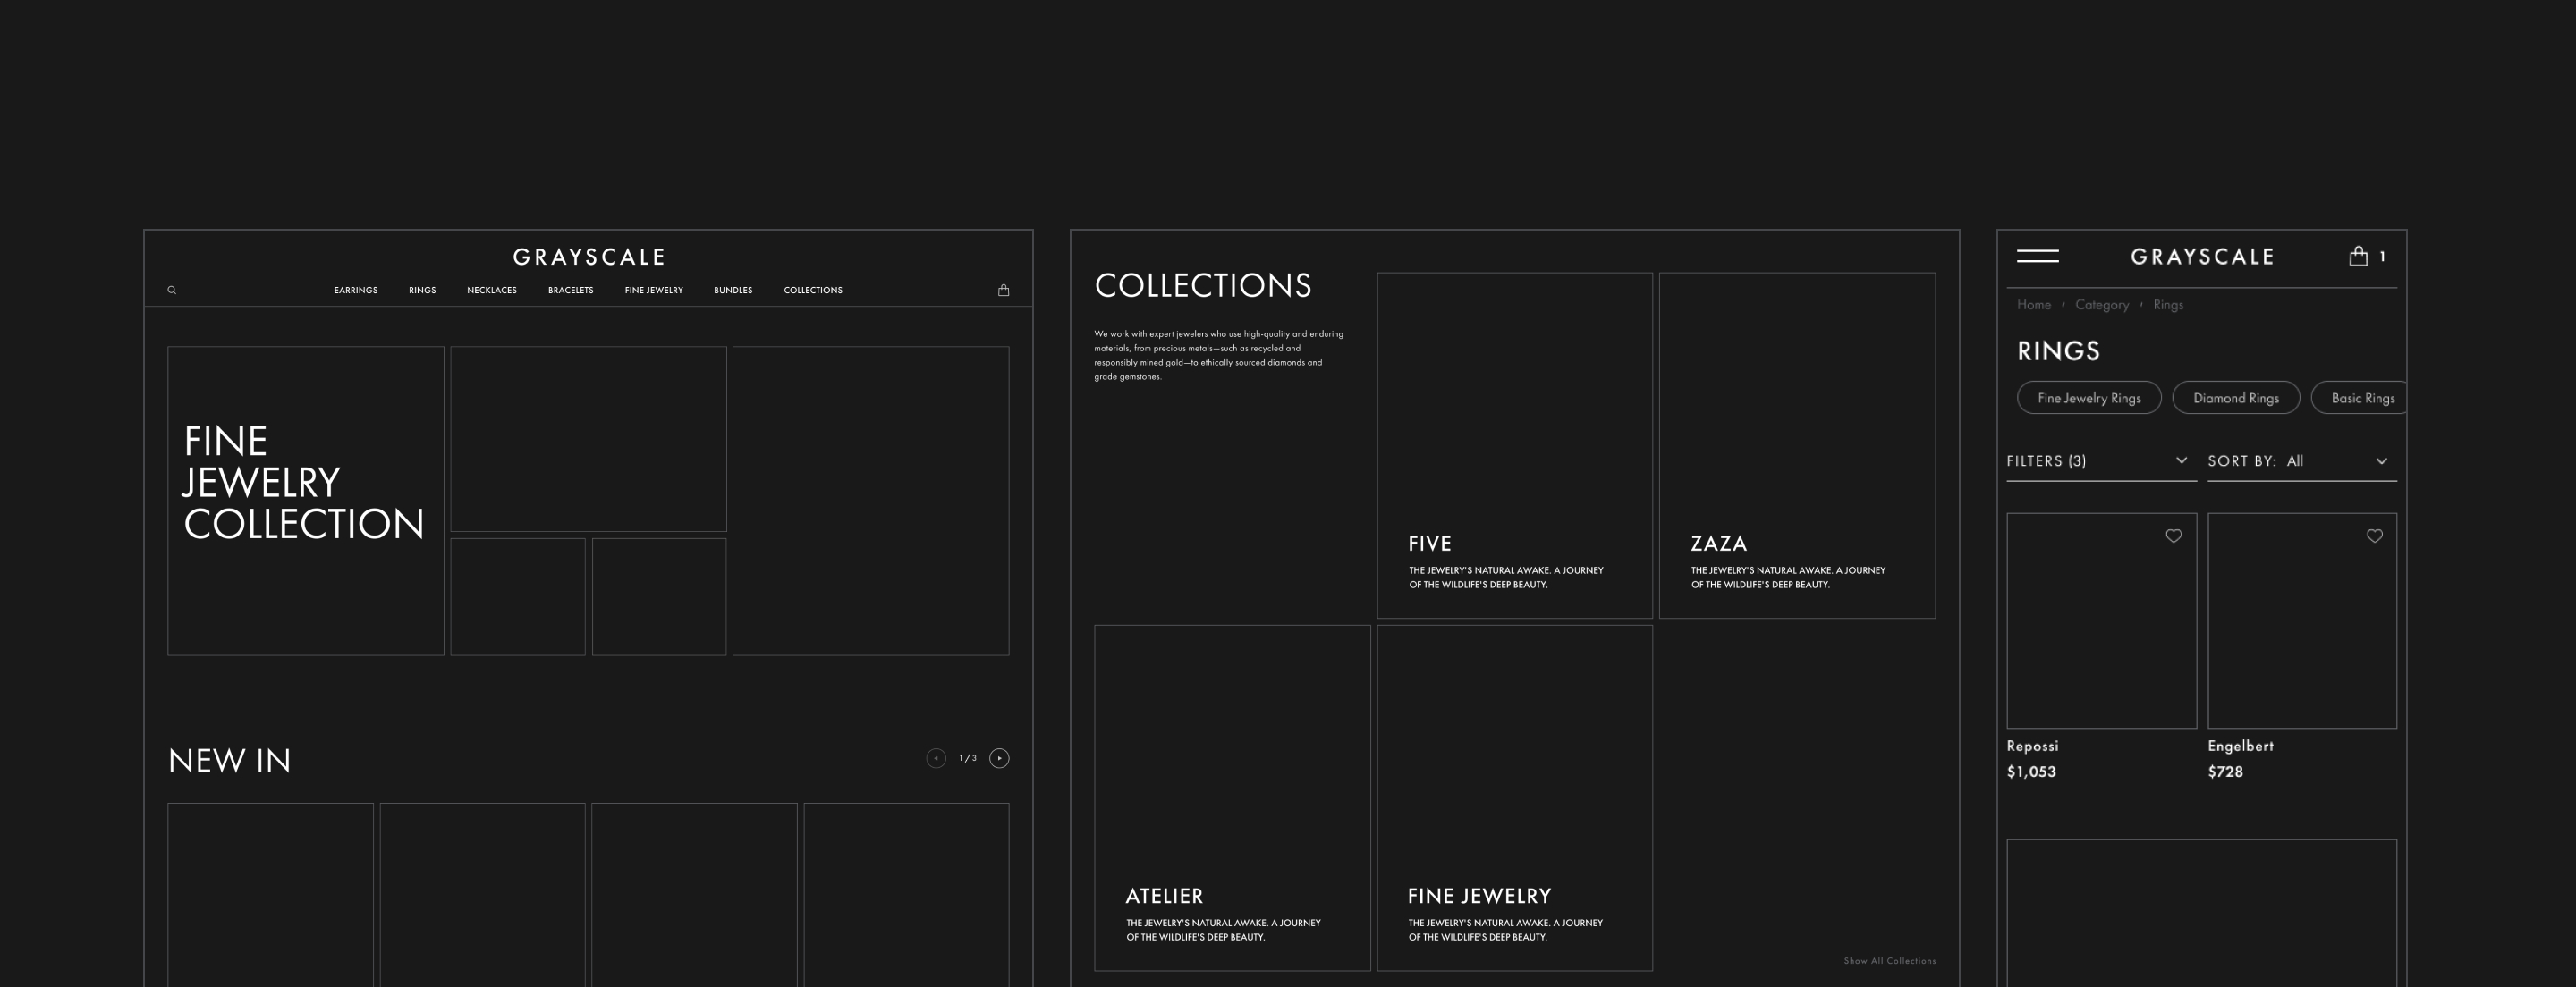 GRAYSCALE
EARRINGS RINGS NECKLACES BRACELETS FINE JEWELRY BUNDLES COLLECTIONS
FINE
JEWELRY
COLLECTION
NEW IN
1/3
COLLECTIONS
We work with expert jewelers who use high-quality and enduring
materials, from precious metals—such as recycled and
responsibly mined gold—to ethically sourced diamonds and
grade gemstones.
FIVE
THE JEWELRY'S NATURAL AWAKE. A JOURNEY
OF THE WILDLIFE'S DEEP BEAUTY.
ZAZA
THE JEWELRY'S NATURAL AWAKE. A JOURNEY
OF THE WILDLIFE'S DEEP BEAUTY.
ATELIER
THE JEWELRY'S NATURAL AWAKE. A JOURNEY
OF THE WILDLIFE'S DEEP BEAUTY.
FINE JEWELRY
THE JEWELRY'S NATURAL AWAKE. A JOURNEY
OF THE WILDLIFE'S DEEP BEAUTY.
Show All Collections
GRAYSCALE 1
Home Category Rings
RINGS
Fine Jewelry Rings Diamond Rings Basic Rings
FILTERS (3) SORT BY: All
Repossi
$1,053
Engelbert
$728